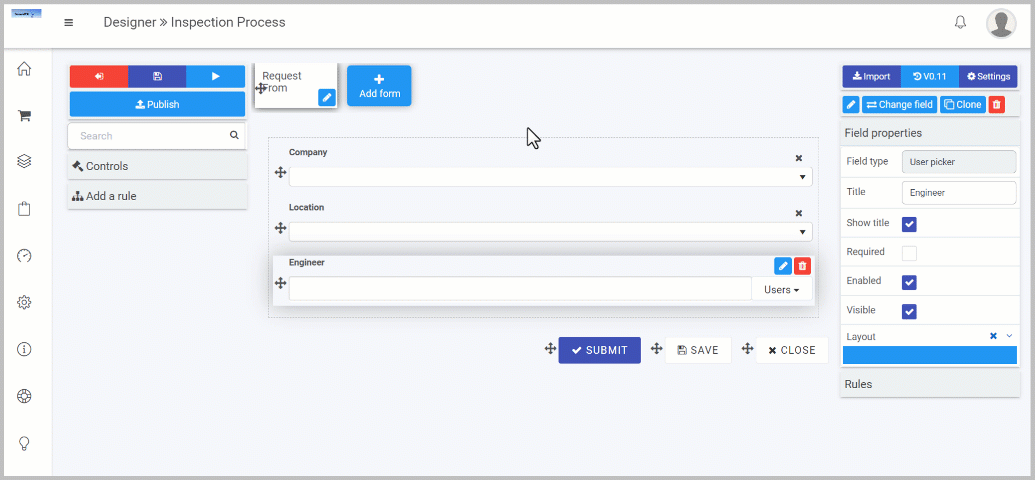 Designer » Inspection Process
Publish
Search
Controls
Add a rule
Request
From
Add form
Company
Location
Engineer
Users
SUBMIT
SAVE
CLOSE
Import
V0.11
Settings
Change field
Clone
Field properties
Field type
User picker
Title
Engineer
Show title
Required
Enabled
Visible
Layout
Rules